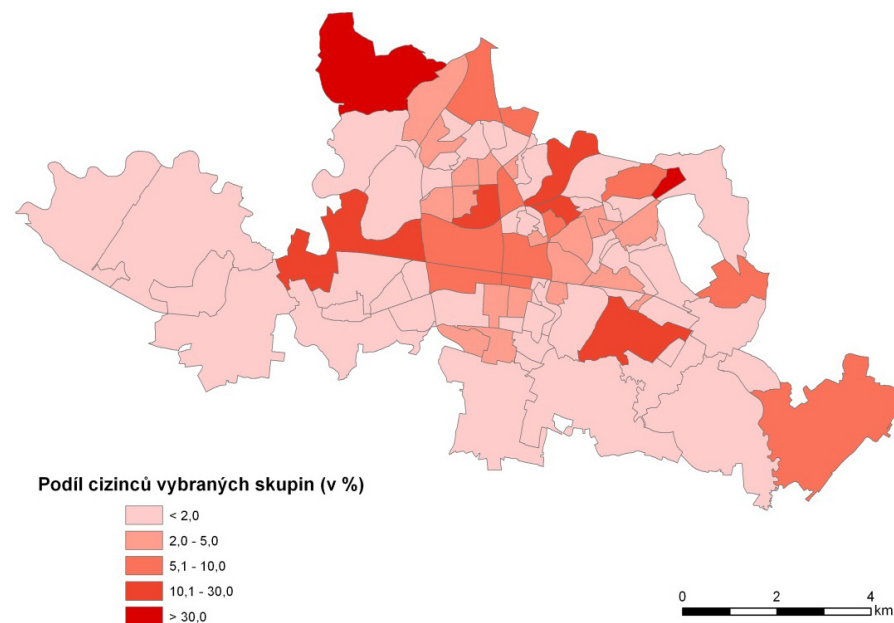 Podíl cizinců vybraných skupin (v %)
< 2,0
2,0 - 5,0
5,1 - 10,0
10,1 - 30,0
> 30,0
0 2 4
km